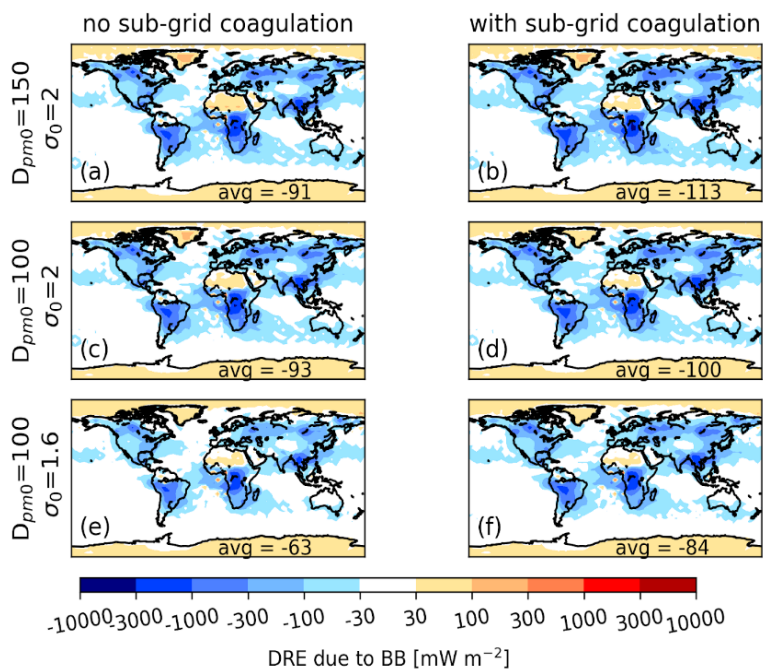 no sub-grid coagulation
with sub-grid coagulation
D_pm0=150
σ_0=2
(a)
avg = -91
(b)
avg = -113
D_pm0=100
σ_0=2
(c)
avg = -93
(d)
avg = -100
D_pm0=100
σ_0=1.6
(e)
avg = -63
(f)
avg = -84
-10000 -3000 -1000 -300 -100 -30 30 100 300 1000 3000 10000
DRE due to BB [mW m⁻²]